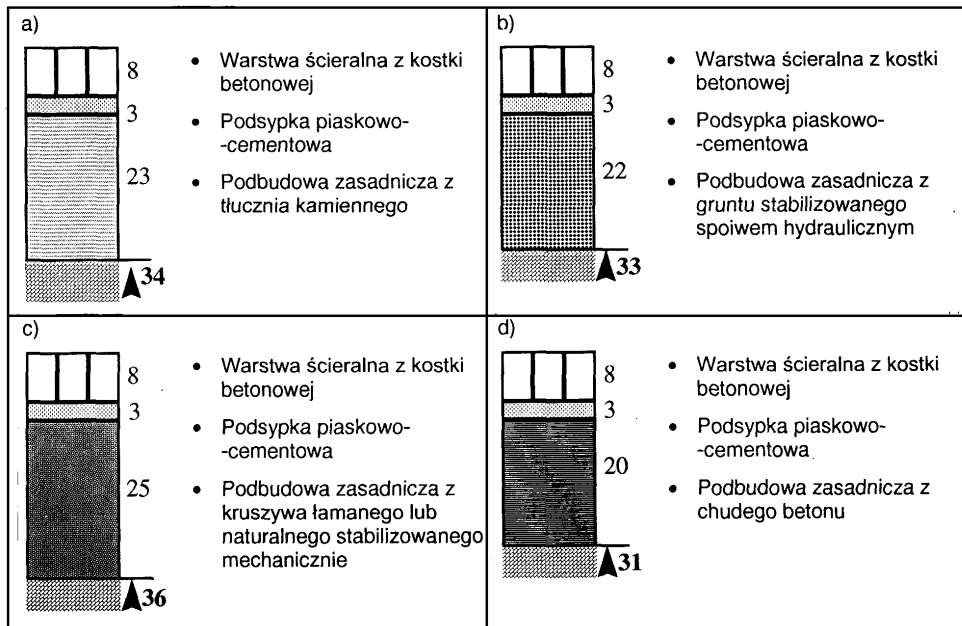 a)
8
3
23
34
• Warstwa ścieralna z kostki
betonowej
• Podsypka piaskowo-
-cementowa
• Podbudowa zasadnicza z
tłucznia kamiennego
b)
8
3
22
33
• Warstwa ścieralna z kostki
betonowej
• Podsypka piaskowo-
-cementowa
• Podbudowa zasadnicza z
gruntu stabilizowanego
spoiwem hydraulicznym
c)
8
3
25
36
• Warstwa ścieralna z kostki
betonowej
• Podsypka piaskowo-
-cementowa
• Podbudowa zasadnicza z
kruszywa łamanego lub
naturalnego stabilizowanego
mechanicznie
d)
8
3
20
31
• Warstwa ścieralna z kostki
betonowej
• Podsypka piaskowo-
-cementowa
• Podbudowa zasadnicza z
chudego betonu